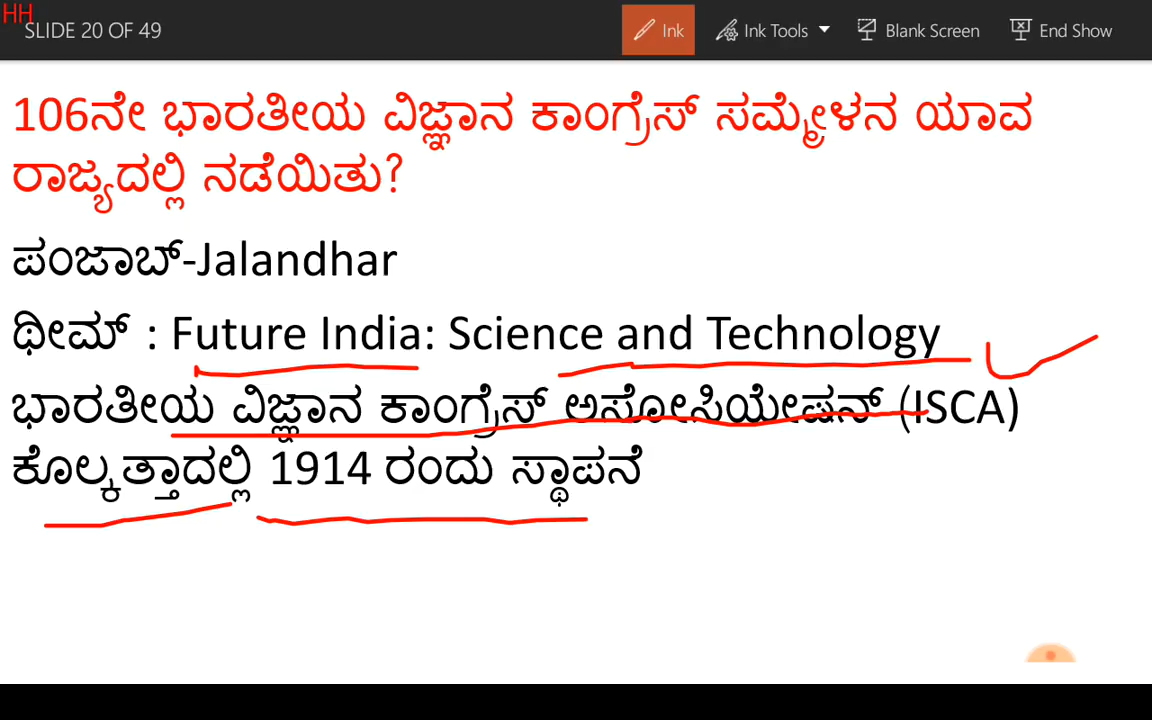 HH
SLIDE 20 OF 49 Ink Ink Tools Blank Screen End Show
106ನೇ ಭಾರತೀಯ ವಿಜ್ಞಾನ ಕಾಂಗ್ರೆಸ್ ಸಮ್ಮೇಳನ ಯಾವ
ರಾಜ್ಯದಲ್ಲಿ ನಡೆಯಿತು?
ಪಂಜಾಬ್-Jalandhar
ಥೀಮ್ : Future India: Science and Technology
ಭಾರತೀಯ ವಿಜ್ಞಾನ ಕಾಂಗ್ರೆಸ್ ಅಸೋಸಿಯೇಷನ್ (ISCA)
ಕೊಲ್ಕತ್ತಾದಲ್ಲಿ 1914 ರಂದು ಸ್ಥಾಪನೆ